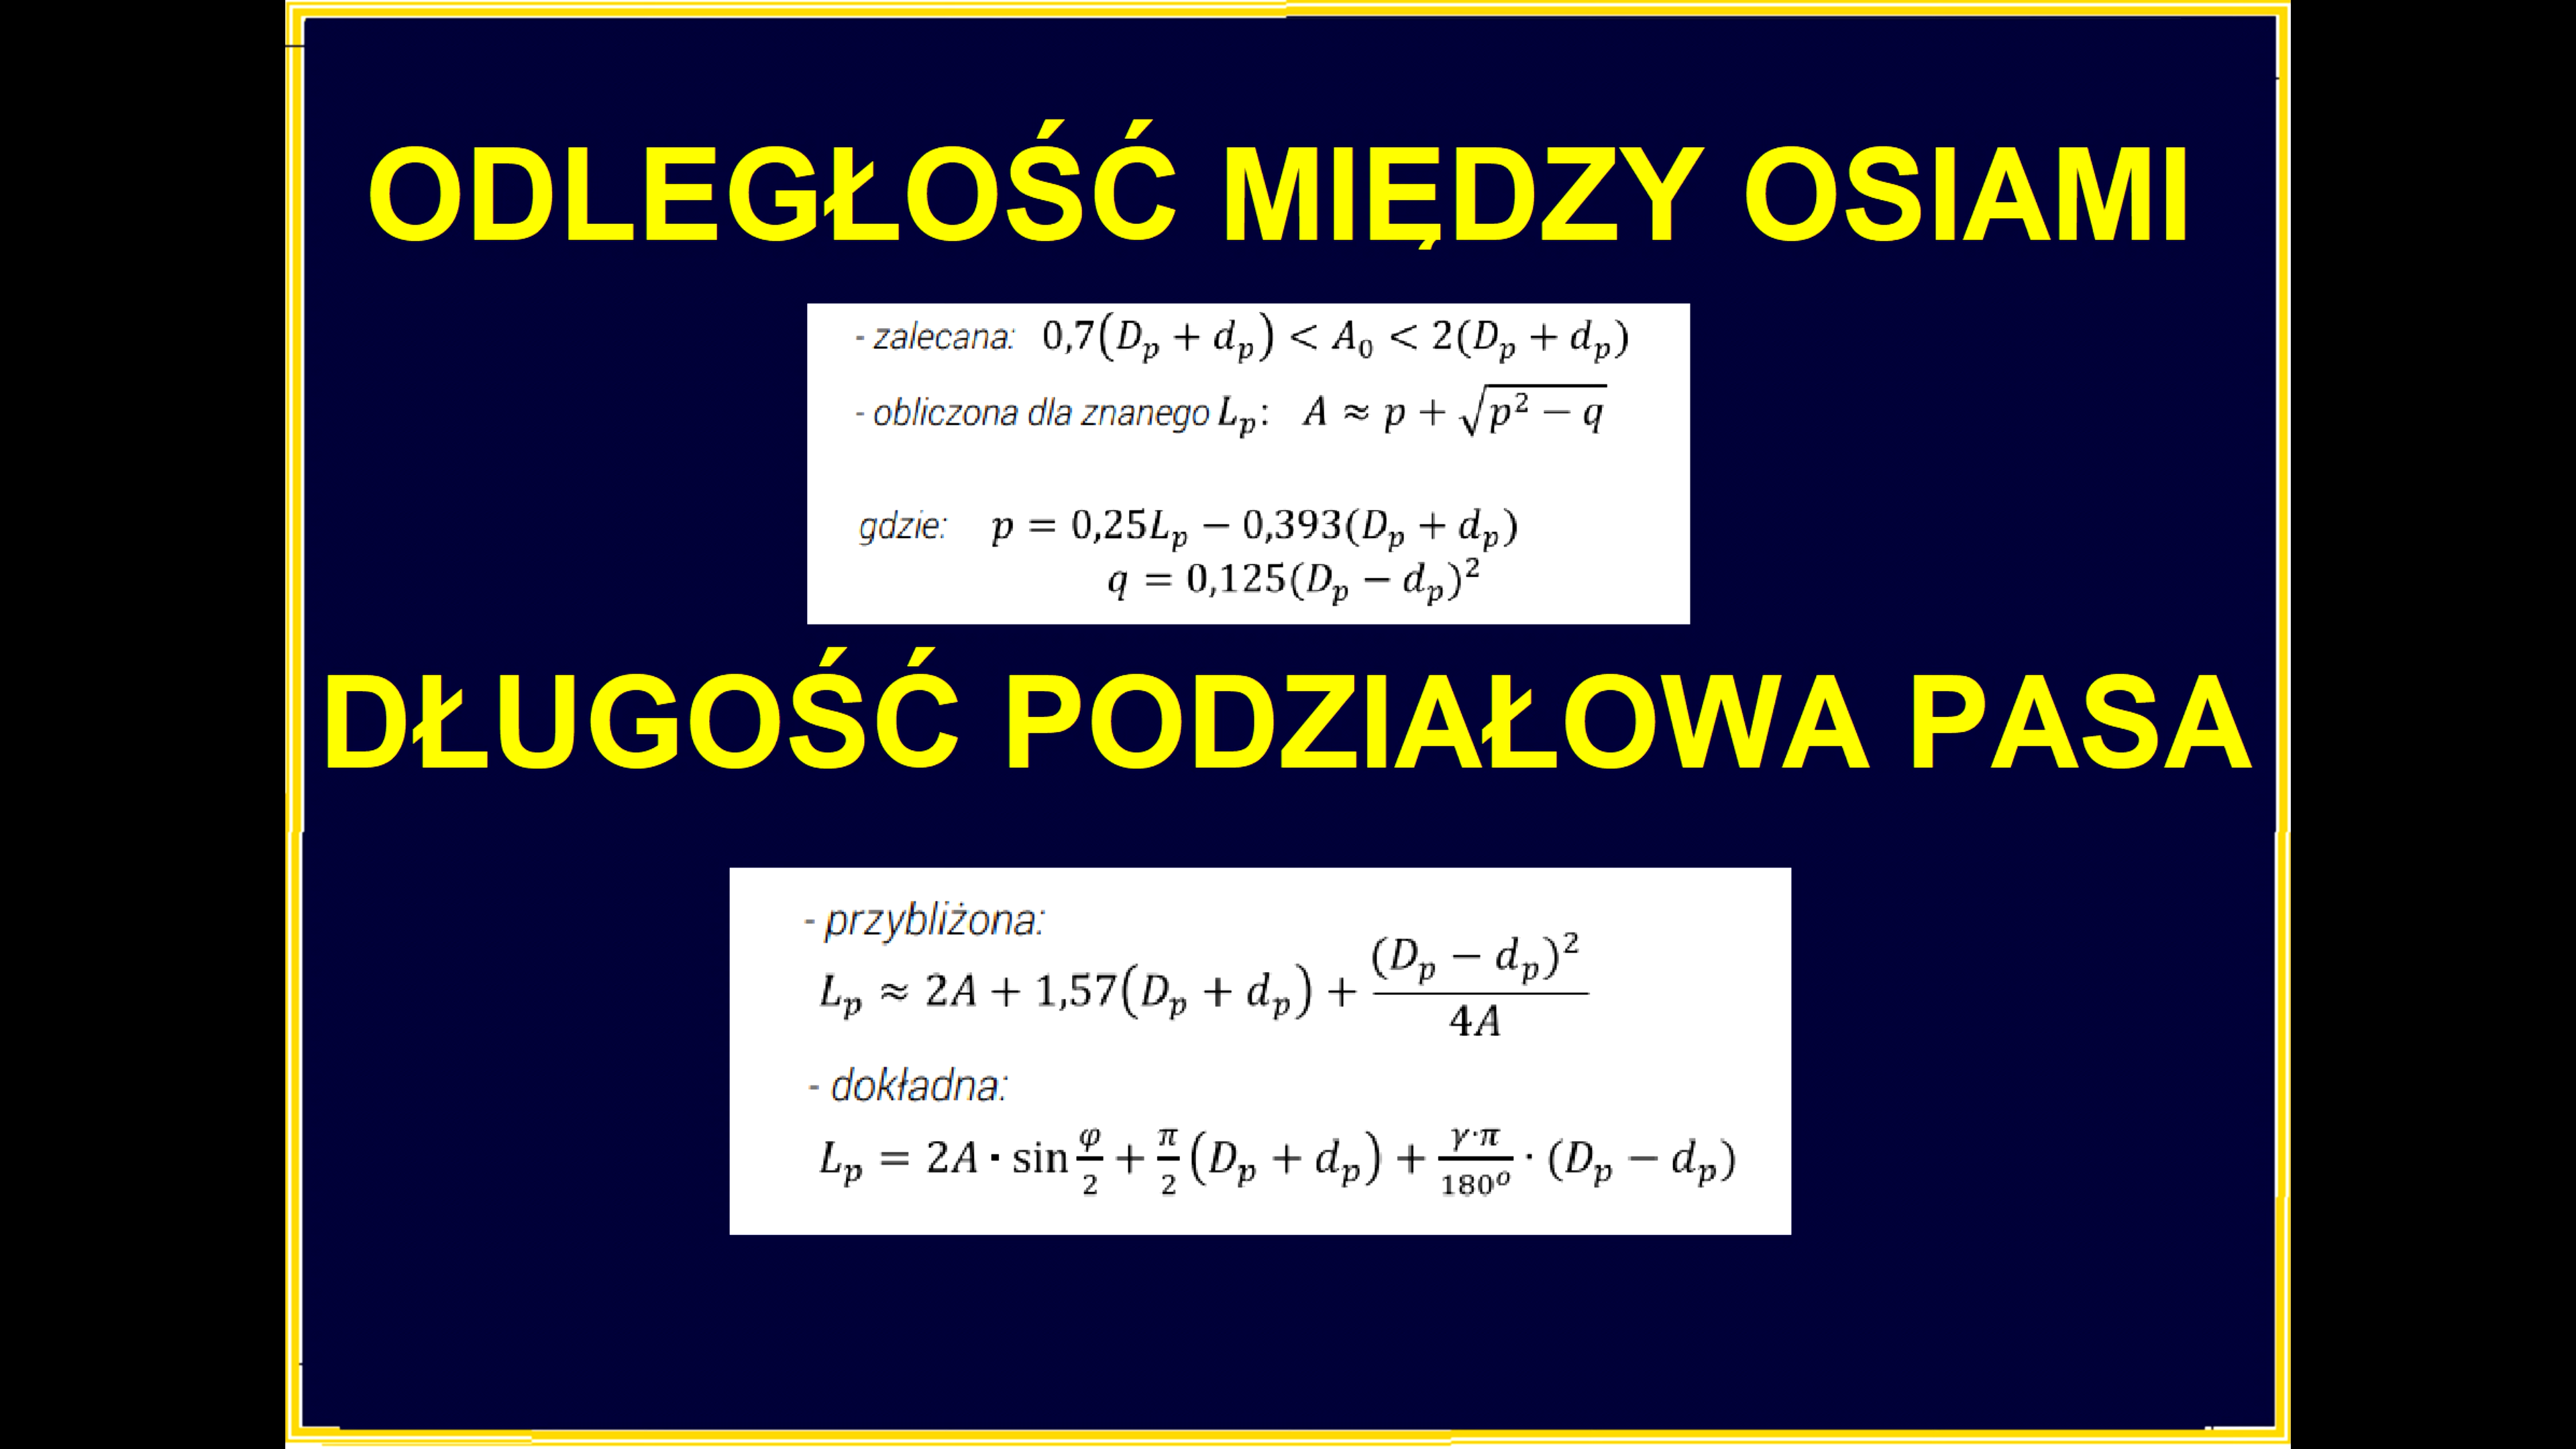 ODLEGŁOŚĆ MIĘDZY OSIAMI
- zalecana: 0,7(D_p + d_p) < A_0 < 2(D_p + d_p)
- obliczona dla znanego L_p: A ≈ p + √(p² − q)
gdzie: p = 0,25L_p − 0,393(D_p + d_p)
q = 0,125(D_p − d_p)²
DŁUGOŚĆ PODZIAŁOWA PASA
- przybliżona:
L_p ≈ 2A + 1,57(D_p + d_p) + (D_p − d_p)² / 4A
- dokładna:
L_p = 2A · sin φ/2 + π/2 (D_p + d_p) + γ·π/180° · (D_p − d_p)